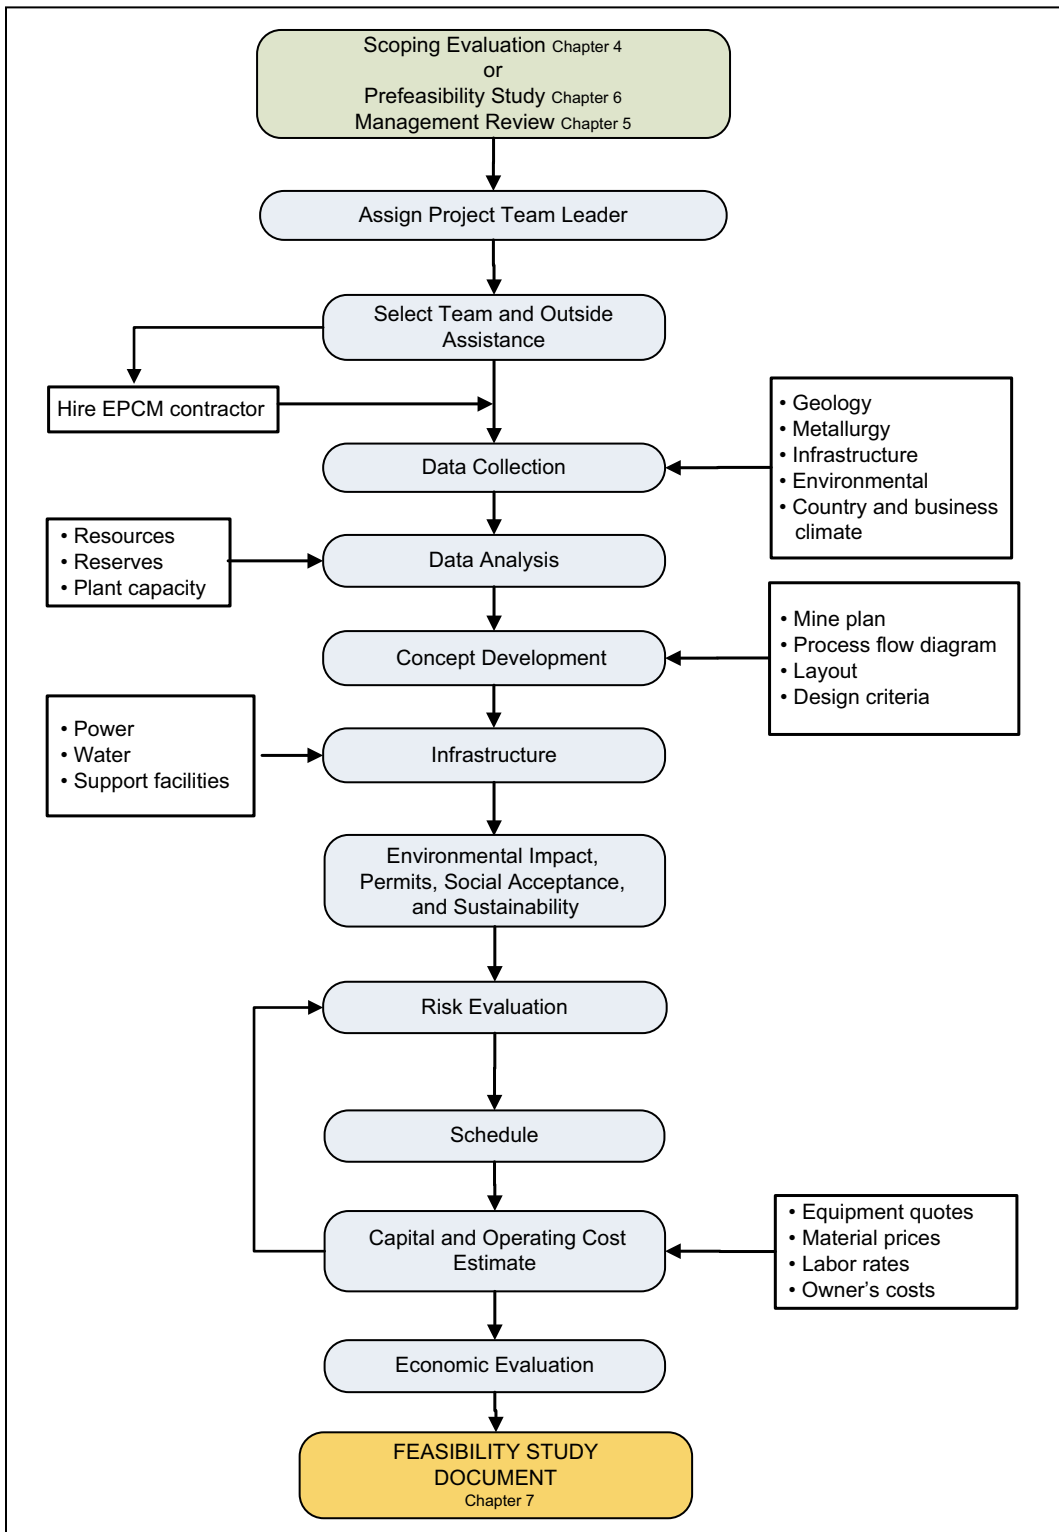 Scoping Evaluation Chapter 4
or
Prefeasibility Study Chapter 6
Management Review Chapter 5
Assign Project Team Leader
Select Team and Outside
Assistance
Hire EPCM contractor
• Geology
• Metallurgy
• Infrastructure
• Environmental
• Country and business
climate
Data Collection
• Resources
• Reserves
• Plant capacity
Data Analysis
• Mine plan
• Process flow diagram
• Layout
• Design criteria
Concept Development
• Power
• Water
• Support facilities
Infrastructure
Environmental Impact,
Permits, Social Acceptance,
and Sustainability
Risk Evaluation
Schedule
Capital and Operating Cost
Estimate
• Equipment quotes
• Material prices
• Labor rates
• Owner's costs
Economic Evaluation
FEASIBILITY STUDY
DOCUMENT
Chapter 7